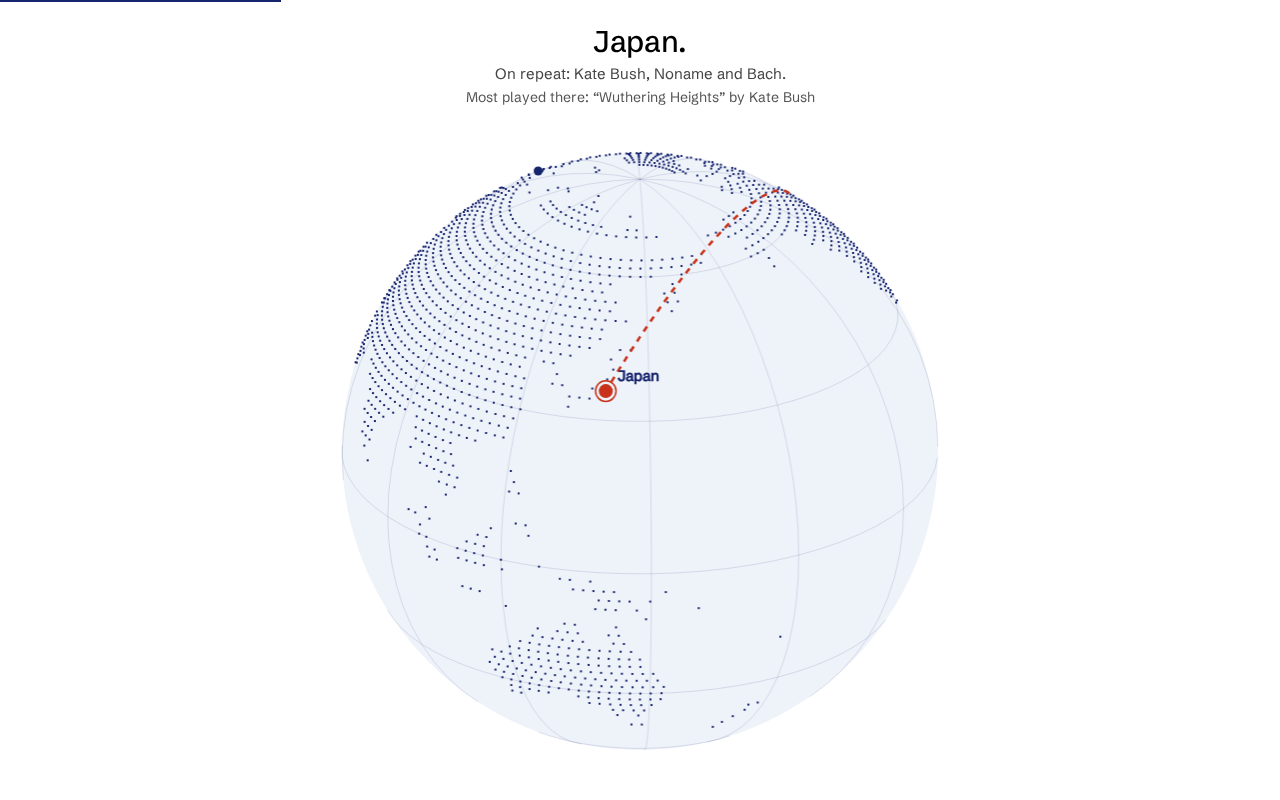 Japan.
On repeat: Kate Bush, Noname and Bach.
Most played there: “Wuthering Heights” by Kate Bush
Japan